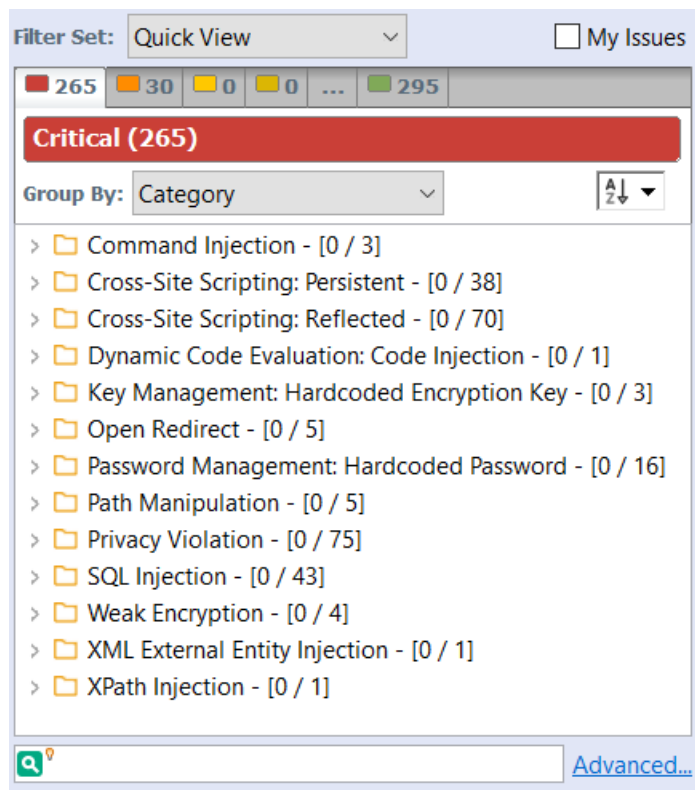 Filter Set: Quick View My Issues
265 30 0 0 ... 295
Critical (265)
Group By: Category A Z
Command Injection - [0 / 3]
Cross-Site Scripting: Persistent - [0 / 38]
Cross-Site Scripting: Reflected - [0 / 70]
Dynamic Code Evaluation: Code Injection - [0 / 1]
Key Management: Hardcoded Encryption Key - [0 / 3]
Open Redirect - [0 / 5]
Password Management: Hardcoded Password - [0 / 16]
Path Manipulation - [0 / 5]
Privacy Violation - [0 / 75]
SQL Injection - [0 / 43]
Weak Encryption - [0 / 4]
XML External Entity Injection - [0 / 1]
XPath Injection - [0 / 1]
Advanced...